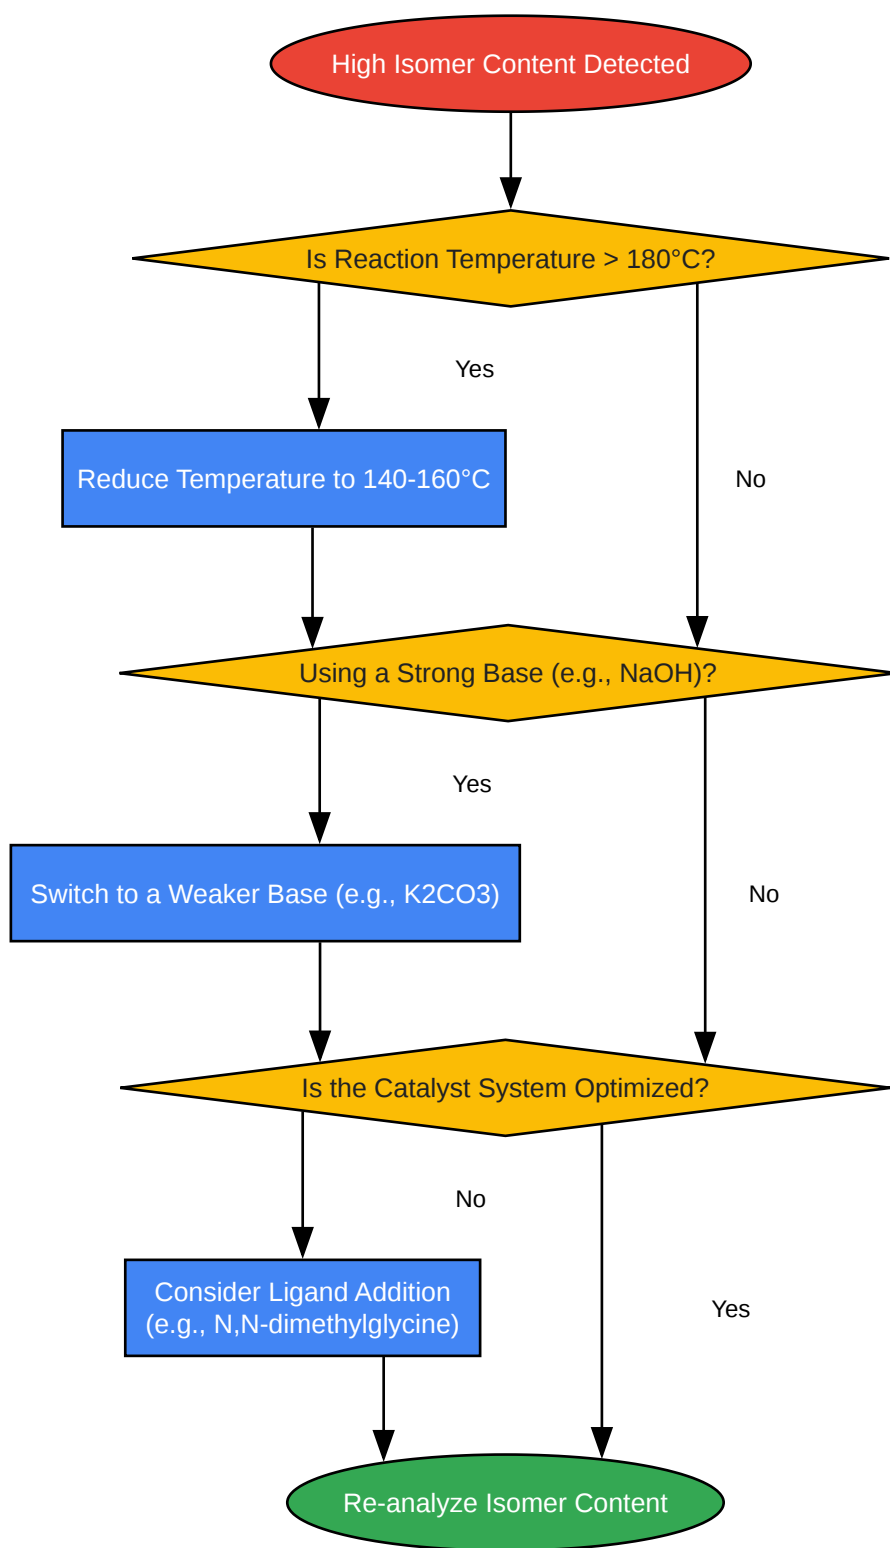 High Isomer Content Detected
Is Reaction Temperature > 180°C?
Yes
Reduce Temperature to 140-160°C
No
Using a Strong Base (e.g., NaOH)?
Yes
Switch to a Weaker Base (e.g., K2CO3)
No
Is the Catalyst System Optimized?
No
Consider Ligand Addition
(e.g., N,N-dimethylglycine)
Yes
Re-analyze Isomer Content